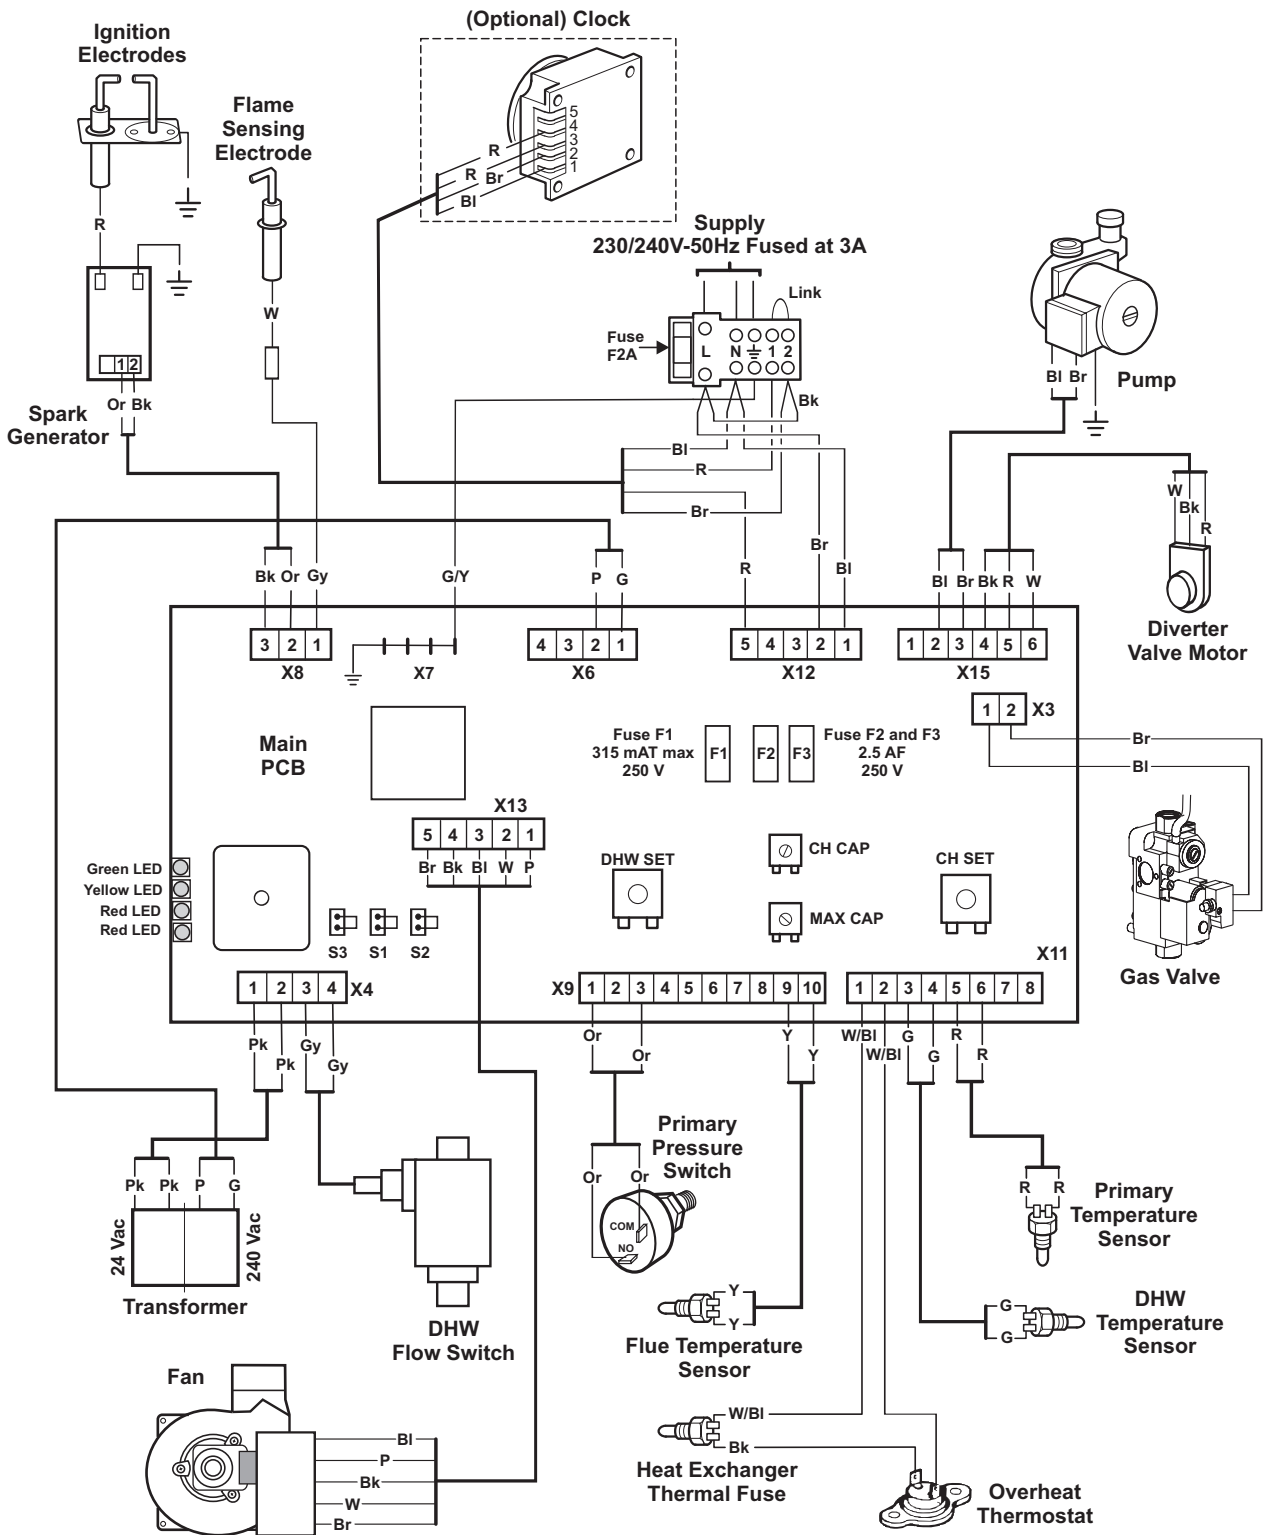 (Optional) Clock
Ignition
Electrodes
Flame
Sensing
Electrode
5
4
3
2
1
R
R
Br
Bl
R
W
1 2
Or Bk
Spark
Generator
Supply
230/240V-50Hz Fused at 3A
Link
Fuse
F2A
L N 1 2
Bk
Bl
R
Br
Bl Br
Pump
W
Bk
R
Diverter
Valve Motor
Bk Or Gy
G/Y
P G
R
Br
Bl
Bl Br Bk R W
3 2 1
X8
X7
4 3 2 1
X6
5 4 3 2 1
X12
1 2 3 4 5 6
X15
1 2 X3
Br
Bl
Main
PCB
Fuse F1
315 mAT max
250 V
F1 F2 F3
Fuse F2 and F3
2.5 AF
250 V
X13
5 4 3 2 1
Br Bk Bl W P
Green LED
Yellow LED
Red LED
Red LED
S3 S1 S2
DHW SET
CH CAP
MAX CAP
CH SET
Gas Valve
1 2 3 4 X4
X9 1 2 3 4 5 6 7 8 9 10
X11
1 2 3 4 5 6 7 8
Pk
Pk
Gy
Gy
Or
Or
Y
Y
W/Bl
W/Bl
G
G
R
R
Pk Pk P G
24 Vac
240 Vac
Transformer
DHW
Flow Switch
Primary
Pressure
Switch
Or
Or
COM
NO
R R
Primary
Temperature
Sensor
Y
Y
Flue Temperature
Sensor
G
G
DHW
Temperature
Sensor
Fan
Bl
P
Bk
W
Br
W/Bl
Bk
Heat Exchanger
Thermal Fuse
Overheat
Thermostat